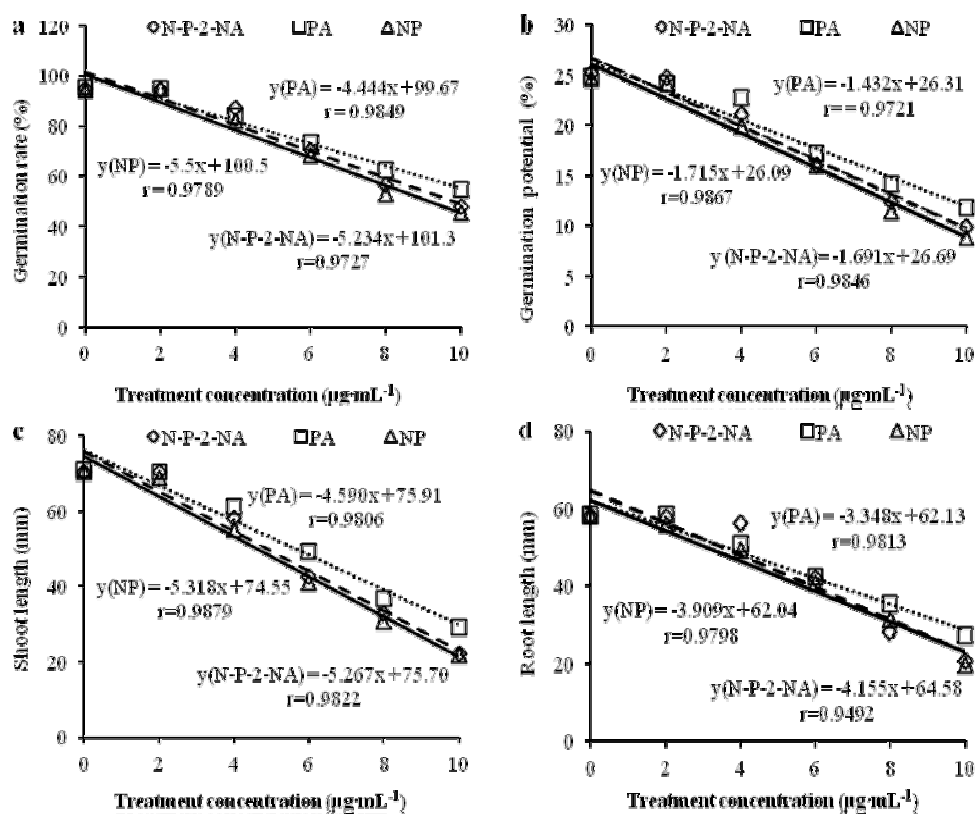 a
N-P-2-NA PA NP
Germination rate (%)
120
100
80
60
40
20
0
y(PA) = -4.444x+99.67
r=0.9849
y(NP) = -5.5x+100.5
r=0.9789
y(N-P-2-NA) = -5.234x+101.3
r=0.9727
0 2 4 6 8 10
Treatment concentration (μg·mL-1)
b
N-P-2-NA PA NP
Germination potential (%)
30
25
20
15
10
5
0
y(PA) = -1.432x+26.31
r==0.9721
y(NP) = -1.715x+26.09
r=0.9867
y(N-P-2-NA) = -1.691x+26.69
r=0.9846
0 2 4 6 8 10
Treatment concentration (μg·mL-1)
c
N-P-2-NA PA NP
Shoot length (mm)
80
60
40
20
0
y(PA) = -4.590x+75.91
r=0.9806
y(NP) = -5.318x+74.55
r=0.9879
y(N-P-2-NA) = -5.267x+75.70
r=0.9822
0 2 4 6 8 10
Treatment concentration (μg·mL-1)
d
N-P-2-NA PA NP
Root length (mm)
80
60
40
20
0
y(PA) = -3.348x+62.13
r=0.9813
y(NP) = -3.909x+62.04
r=0.9798
y(N-P-2-NA) = -4.155x+64.58
r=0.9492
0 2 4 6 8 10
Treatment concentration (μg·mL-1)